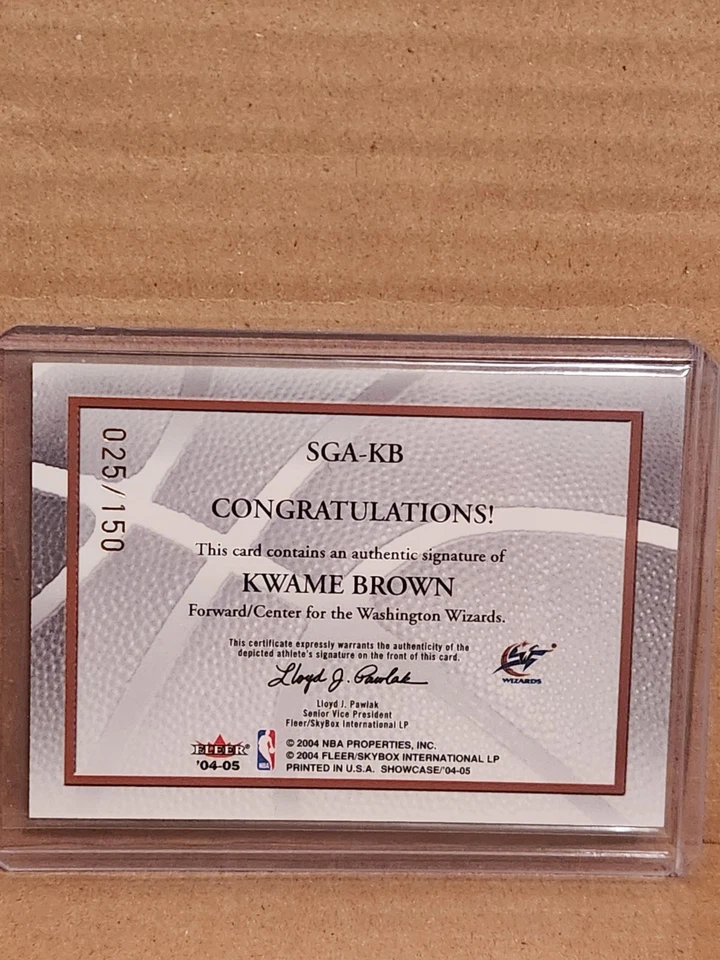 025/150
SGA-KB
CONGRATULATIONS!
This card contains an authentic signature of
KWAME BROWN
Forward/Center for the Washington Wizards.
This certificate expressly warrants the authenticity of the
depicted athlete's signature on the front of this card.
Lloyd J. Pawlak
Lloyd J. Pawlak
Senior Vice President
Fleer/SkyBox International LP
WIZARDS
FLEER®
'04-05
NBA
© 2004 NBA PROPERTIES, INC.
© 2004 FLEER/SKYBOX INTERNATIONAL LP
PRINTED IN U.S.A. SHOWCASE/'04-05